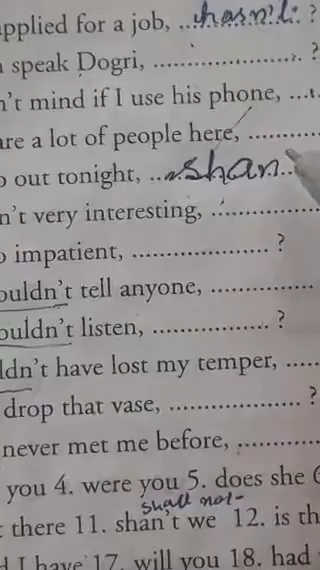 applied for a job, ...hasn't ?
speak Dogri, ........................ ?
n't mind if I use his phone, ...
are a lot of people here, ............
out tonight, ...shan...
n't very interesting, ..................
impatient, ........................ ?
ouldn't tell anyone, ..................
ouldn't listen, ..................... ?
ldn't have lost my temper, ......
drop that vase, ........................ ?
never met me before, ...............
you 4. were you 5. does she
shall not
there 11. shan't we 12. is th
I have 17. will you 18. had